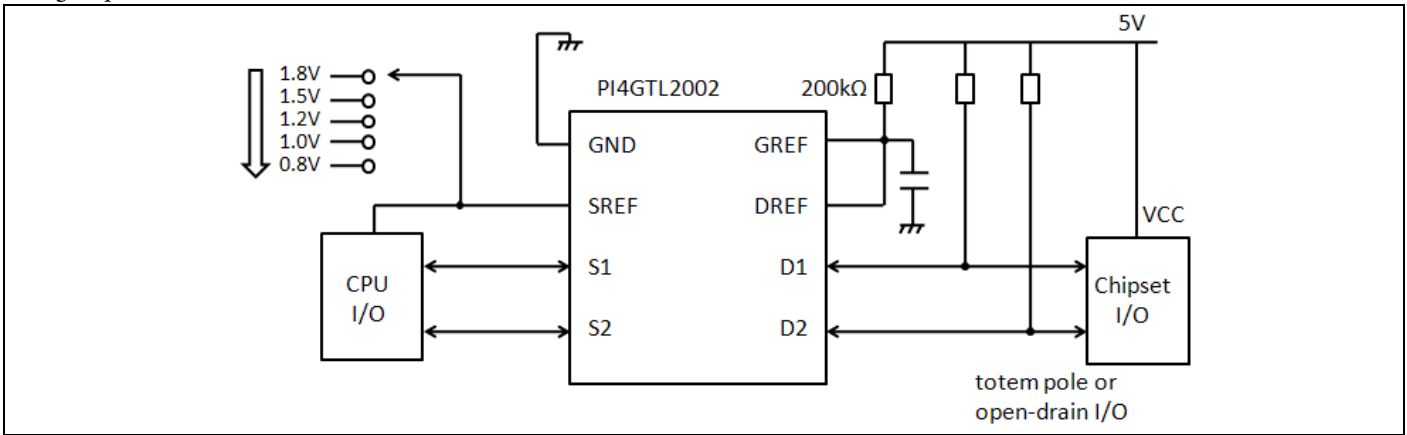 5V
1.8V
1.5V
1.2V
1.0V
0.8V
PI4GTL2002
200kΩ
GND
GREF
SREF
DREF
VCC
CPU
I/O
S1
D1
Chipset
I/O
S2
D2
totem pole or
open-drain I/O